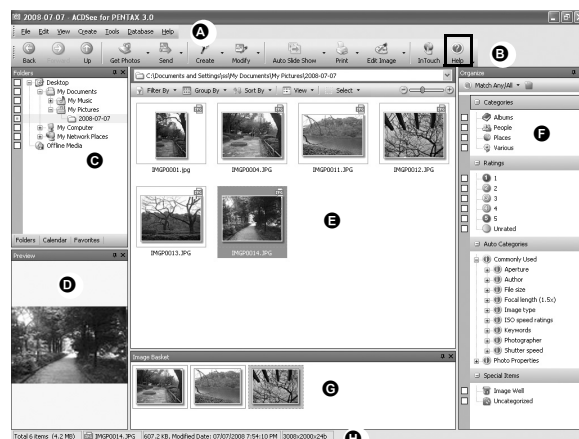 2008-07-07 - ACDSee for PENTAX 3.0
File Edit View Create Tools Database Help
A
Back Up Get Photos Send Create Modify Auto Slide Show Print Edit Image InTouch Help
B
Folders
Desktop
My Documents
My Music
My Pictures
2008-07-07
My Computer
My Network Places
Offline Media
C
Folders Calendar Favorites
Preview
D
C:\Documents and Settings\jss\My Documents\My Pictures\2008-07-07
Filter By Group By Sort By View Select
IMGP0001.jpg IMGP0004.JPG IMGP0011.JPG IMGP0012.JPG
IMGP0013.JPG IMGP0014.JPG
E
Image Basket
G
Organize
Match Any/All
Categories
Albums
People
Places
Various
F
Ratings
1
2
3
4
5
Unrated
Auto Categories
Commonly Used
Aperture
Author
File size
Focal length (1.5x)
Image type
ISO speed ratings
Keywords
Photographer
Shutter speed
Photo Properties
Special Items
Image Well
Uncategorized
Total 6 items (4.2 MB) IMGP0014.JPG 607.2 KB, Modified Date: 07/07/2008 7:54:10 PM 3008x2000x24b
H